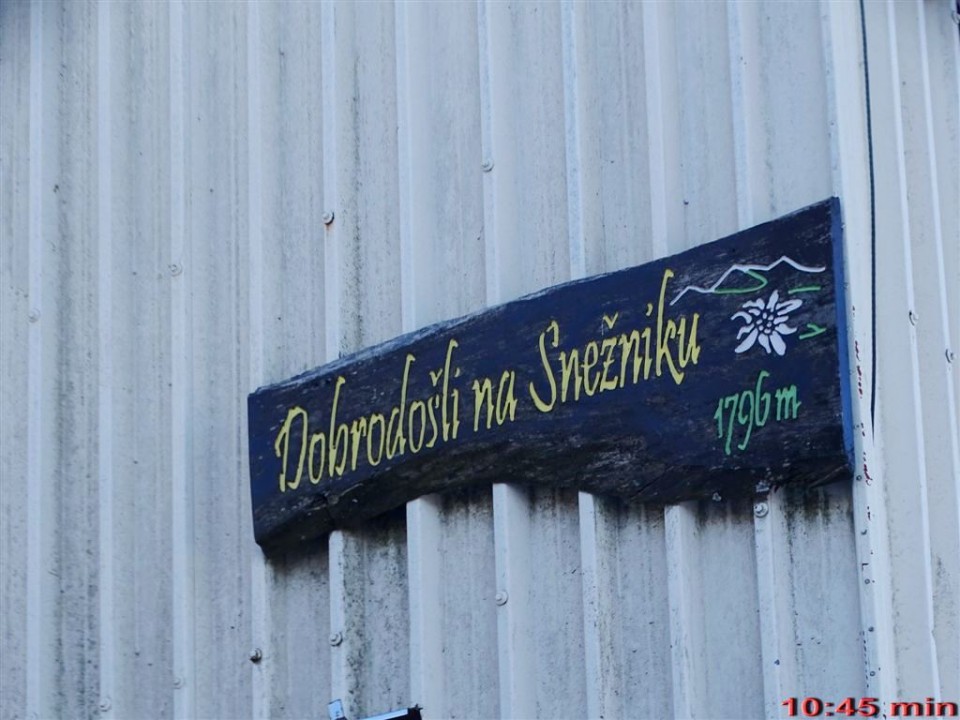 Dobrodošli na Snežniku
1796 m
10:45 min